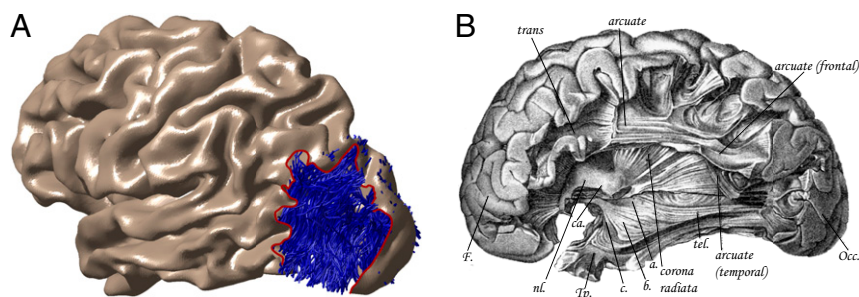 A
B
trans
arcuate
arcuate (frontal)
F.
nl.
ca.
Tp.
c.
b.
a.
corona
radiata
tel.
arcuate
(temporal)
Occ.